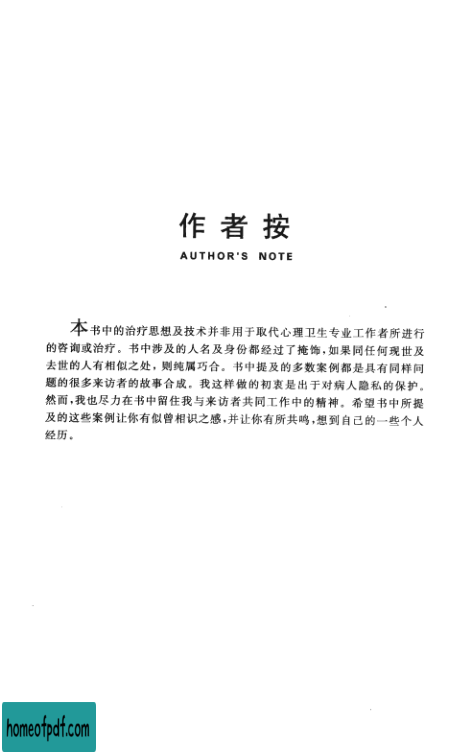 作者按
AUTHOR'S NOTE
本书中的治疗思想及技术并非用于取代心理卫生专业工作者所进行
的咨询或治疗。书中涉及的人名及身份都经过了掩饰,如果同任何现世及
去世的人有相似之处，则纯属巧合。书中提及的多数案例都是具有同样问
题的很多来访者的故事合成。我这样做的初衷是出于对病人隐私的保护。
然而,我也尽力在书中留住我与来访者共同工作中的精神。希望书中所提
及的这些案例让你有似曾相识之感,并让你有所共鸣,想到自己的一些个人
经历。
homeofpdf.com